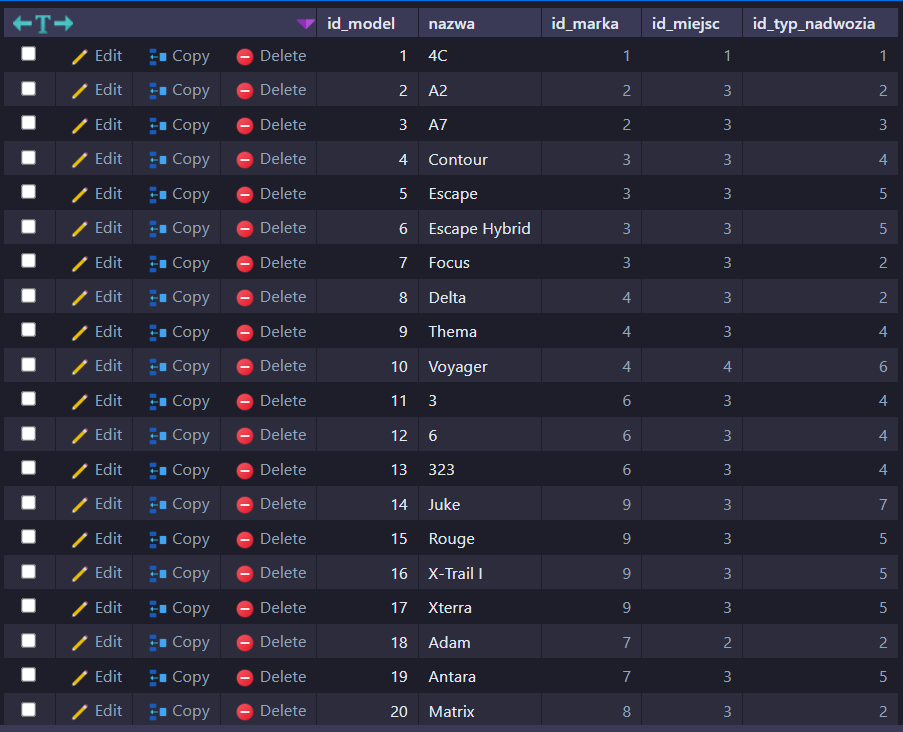 ←T→ id_model nazwa id_marka id_miejsc id_typ_nadwozia
Edit Copy Delete 1 4C 1 1 1
Edit Copy Delete 2 A2 2 3 2
Edit Copy Delete 3 A7 2 3 3
Edit Copy Delete 4 Contour 3 3 4
Edit Copy Delete 5 Escape 3 3 5
Edit Copy Delete 6 Escape Hybrid 3 3 5
Edit Copy Delete 7 Focus 3 3 2
Edit Copy Delete 8 Delta 4 3 2
Edit Copy Delete 9 Thema 4 3 4
Edit Copy Delete 10 Voyager 4 4 6
Edit Copy Delete 11 3 6 3 4
Edit Copy Delete 12 6 6 3 4
Edit Copy Delete 13 323 6 3 4
Edit Copy Delete 14 Juke 9 3 7
Edit Copy Delete 15 Rouge 9 3 5
Edit Copy Delete 16 X-Trail I 9 3 5
Edit Copy Delete 17 Xterra 9 3 5
Edit Copy Delete 18 Adam 7 2 2
Edit Copy Delete 19 Antara 7 3 5
Edit Copy Delete 20 Matrix 8 3 2